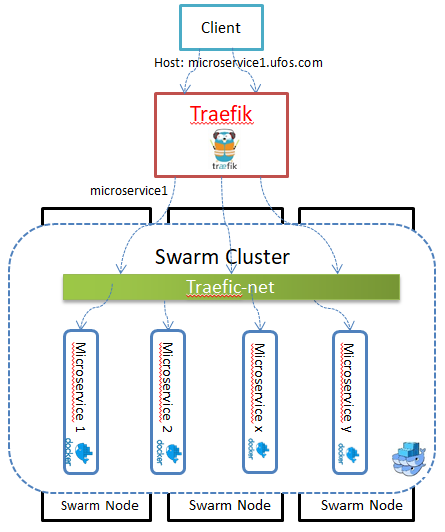 Client
Host: microservice1.ufos.com
Traefik
træfik
microservice1
Swarm Cluster
Traefic-net
Microservice 1
docker
Microservice 2
docker
Microservice x
docker
Microservice y
docker
Swarm Node
Swarm Node
Swarm Node